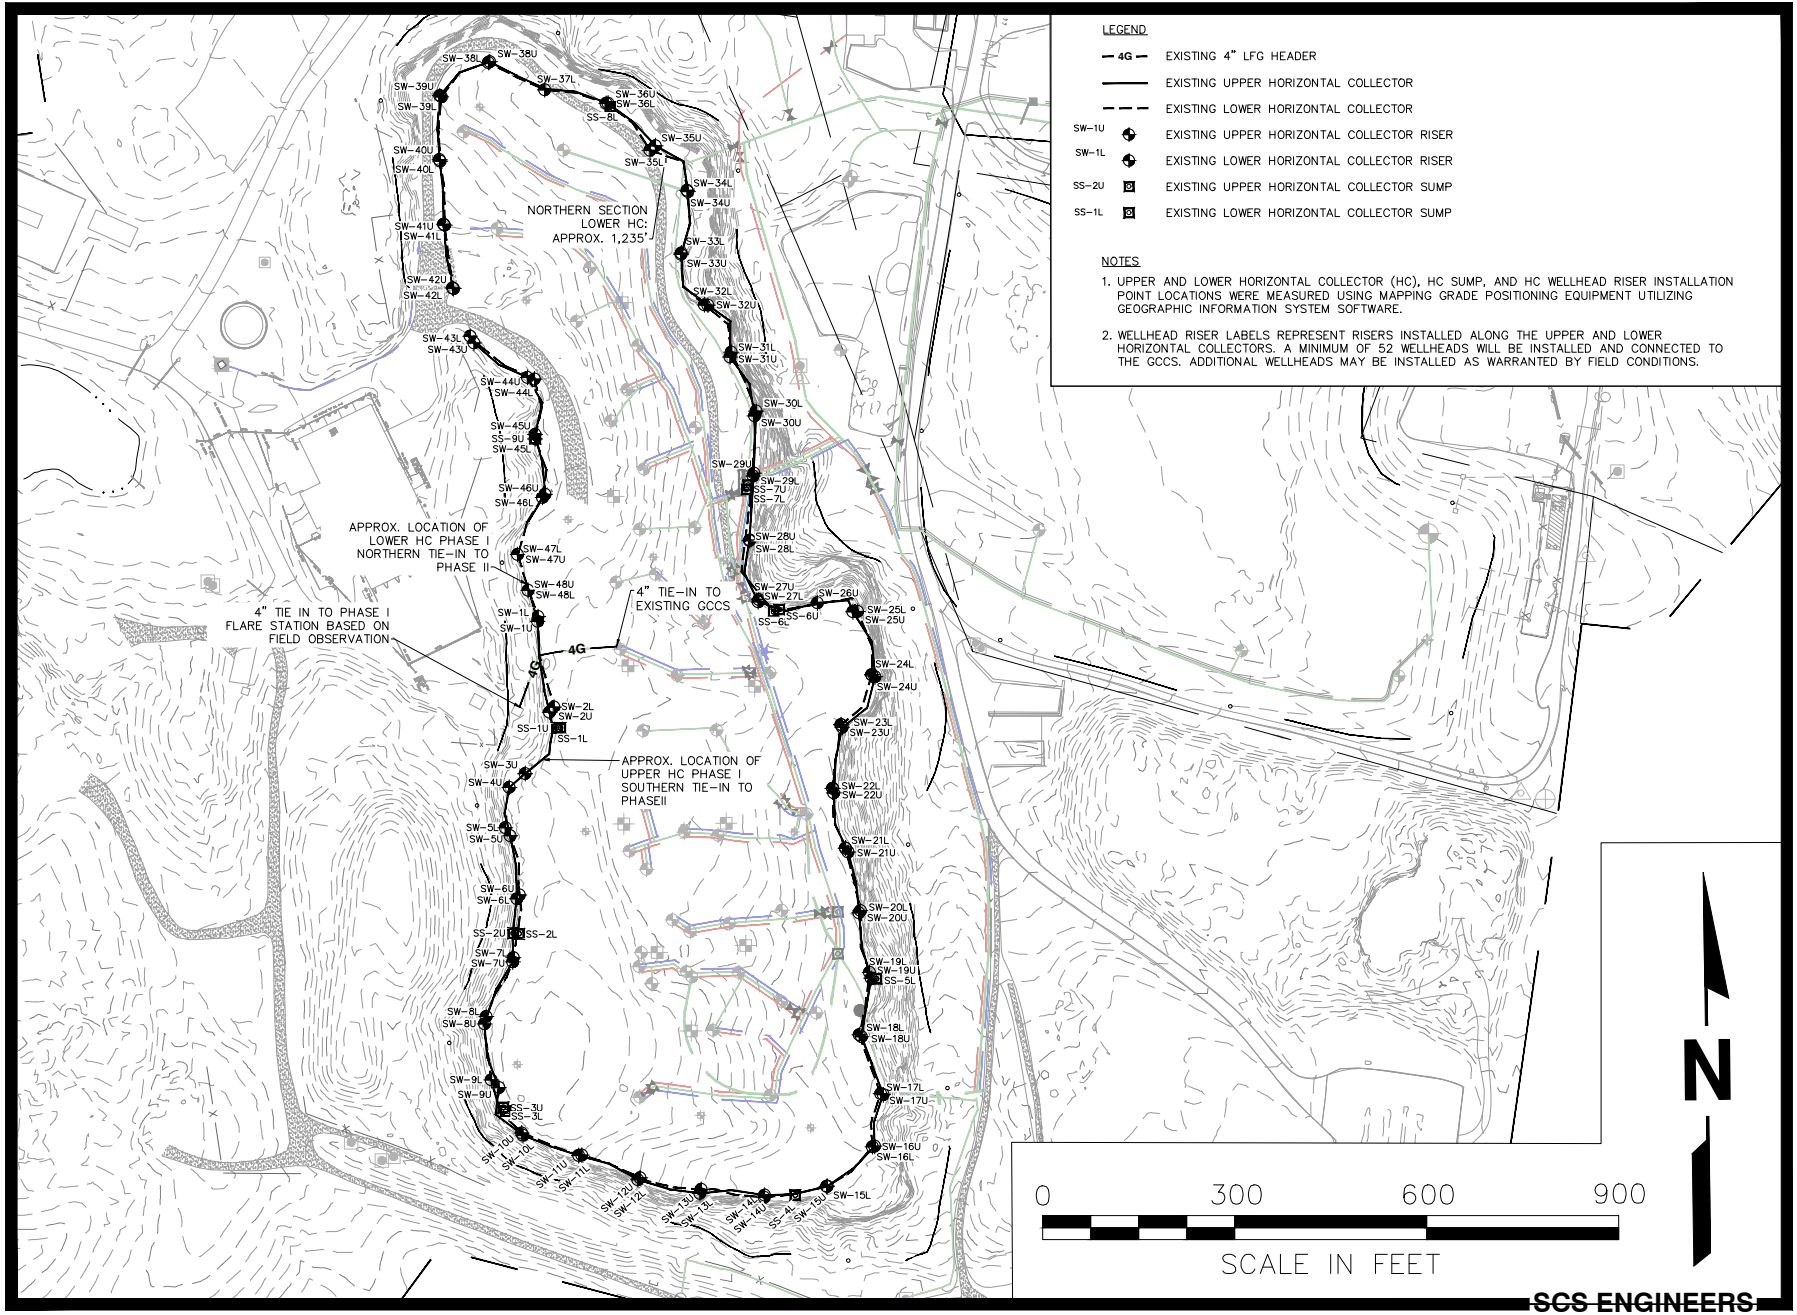 LEGEND
4G EXISTING 4" LFG HEADER
EXISTING UPPER HORIZONTAL COLLECTOR
EXISTING LOWER HORIZONTAL COLLECTOR
SW-1U EXISTING UPPER HORIZONTAL COLLECTOR RISER
SW-1L EXISTING LOWER HORIZONTAL COLLECTOR RISER
SS-2U EXISTING UPPER HORIZONTAL COLLECTOR SUMP
SS-1L EXISTING LOWER HORIZONTAL COLLECTOR SUMP
NOTES
1. UPPER AND LOWER HORIZONTAL COLLECTOR (HC), HC SUMP, AND HC WELLHEAD RISER INSTALLATION
POINT LOCATIONS WERE MEASURED USING MAPPING GRADE POSITIONING EQUIPMENT UTILIZING
GEOGRAPHIC INFORMATION SYSTEM SOFTWARE.
2. WELLHEAD RISER LABELS REPRESENT RISERS INSTALLED ALONG THE UPPER AND LOWER
HORIZONTAL COLLECTORS. A MINIMUM OF 52 WELLHEADS WILL BE INSTALLED AND CONNECTED TO
THE GCCS. ADDITIONAL WELLHEADS MAY BE INSTALLED AS WARRANTED BY FIELD CONDITIONS.
SW-38L
SW-38U
SW-37L
SW-39U
SW-39L
SW-36U
SW-36L
SS-8L
SW-35U
SW-35L
SW-40U
SW-40L
SW-34L
SW-34U
NORTHERN SECTION
LOWER HC:
APPROX. 1,235'
SW-41U
SW-41L
SW-33L
SW-33U
SW-42U
SW-42L
SW-32L
SW-32U
SW-43L
SW-43U
SW-31L
SW-31U
SW-44U
SW-44L
SW-30L
SW-30U
SW-45U
SS-9U
SW-45L
SW-29U
SW-29L
SS-7U
SS-7L
SW-46U
SW-46L
APPROX. LOCATION OF
LOWER HC PHASE I
NORTHERN TIE-IN TO
PHASE II
SW-28U
SW-28L
SW-47L
SW-47U
SW-48U
SW-48L
SW-27U
SW-27L
SW-26U
SS-6L
SS-6U
SW-25L
SW-25U
4" TIE-IN TO
EXISTING GCCS
4" TIE IN TO PHASE I
FLARE STATION BASED ON
FIELD OBSERVATION
SW-1L
SW-1U
4G
4G
SW-24L
SW-24U
SW-2L
SW-2U
SS-1U
SS-1L
SW-23L
SW-23U
SW-3U
SW-4U
APPROX. LOCATION OF
UPPER HC PHASE I
SOUTHERN TIE-IN TO
PHASEII
SW-22L
SW-22U
SW-5L
SW-5U
SW-21L
SW-21U
SW-6U
SW-6L
SW-20L
SW-20U
SS-2U
SS-2L
SW-7L
SW-7U
SW-19L
SW-19U
SS-5L
SW-8L
SW-8U
SW-18L
SW-18U
SW-9L
SW-9U
SW-17L
SW-17U
SS-3U
SS-3L
SW-10U
SW-10L
SW-16U
SW-16L
SW-11U
SW-11L
SW-12U
SW-12L
SW-13U
SW-13L
SW-14L
SW-14U
SS-4L
SW-15U
SW-15L
N
0 300 600 900
SCALE IN FEET
SCS ENGINEERS